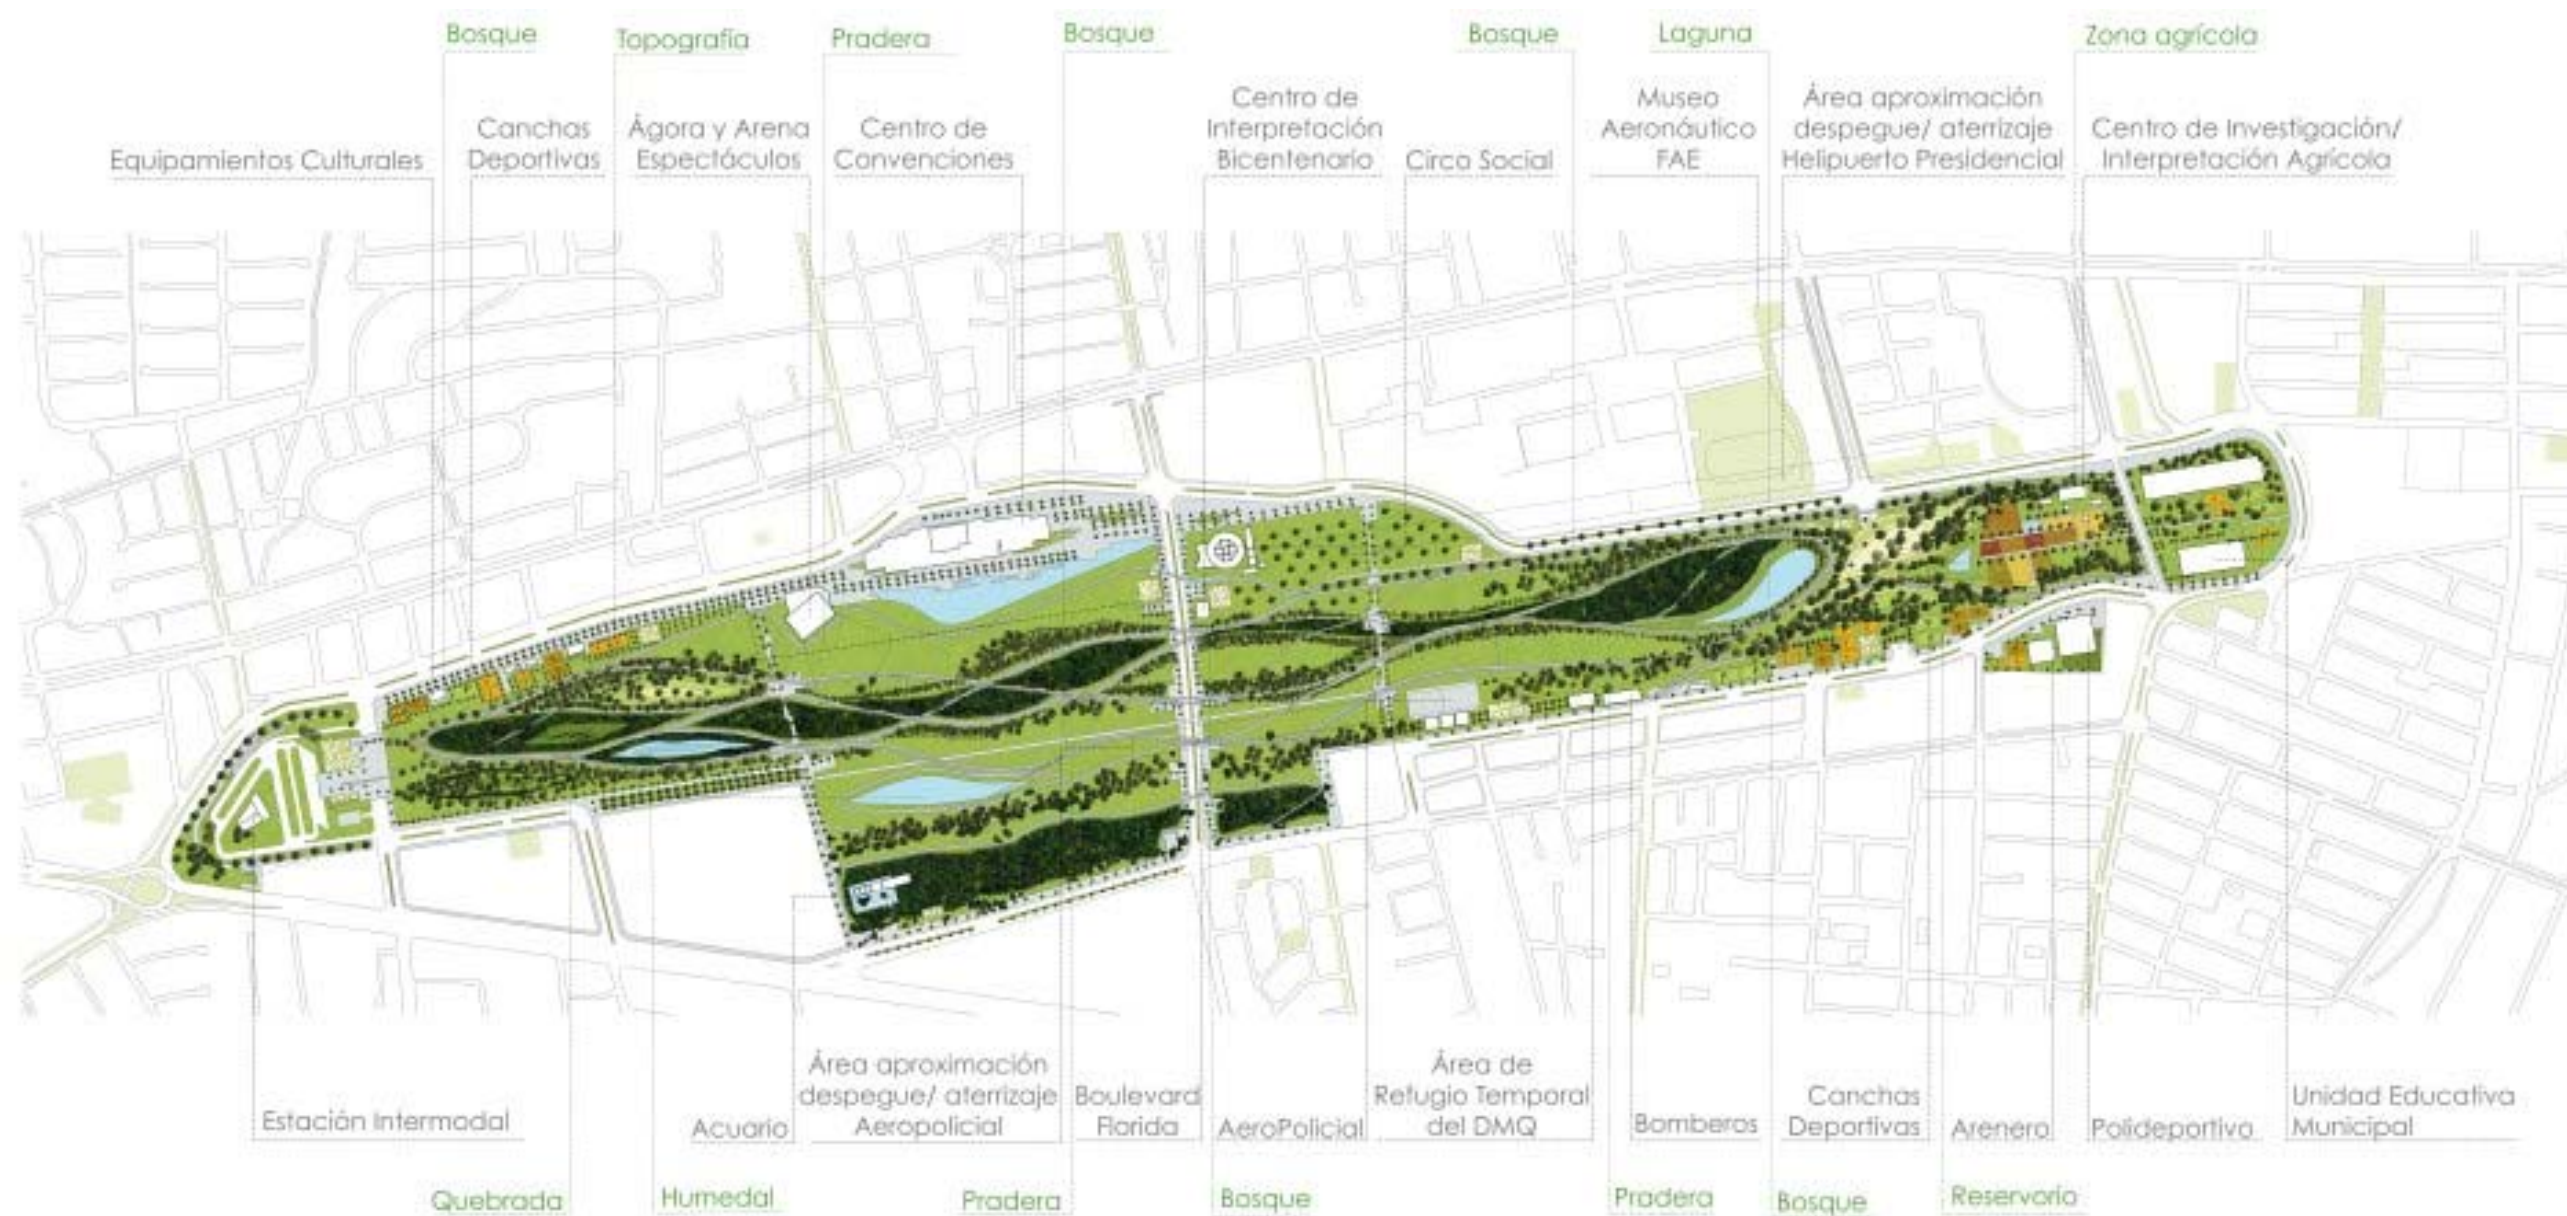 Bosque
Topografía
Pradera
Bosque
Bosque
Laguna
Zona agrícola
Equipamientos Culturales
Canchas
Deportivas
Ágora y Arena
Espectáculos
Centro de
Convenciones
Centro de
Interpretación
Bicentenario
Circo Social
Museo
Aeronáutico
FAE
Área aproximación
despegue/ aterrizaje
Helipuerto Presidencial
Centro de Investigación/
Interpretación Agrícola
Estación Intermodal
Acuario
Área aproximación
despegue/ aterrizaje
Aeropolicial
Boulevard
Florida
AeroPolicial
Área de
Refugio Temporal
del DMQ
Bomberos
Canchas
Deportivas
Arenero
Polideportivo
Unidad Educativa
Municipal
Quebrada
Humedal
Pradera
Bosque
Pradera
Bosque
Reservorio